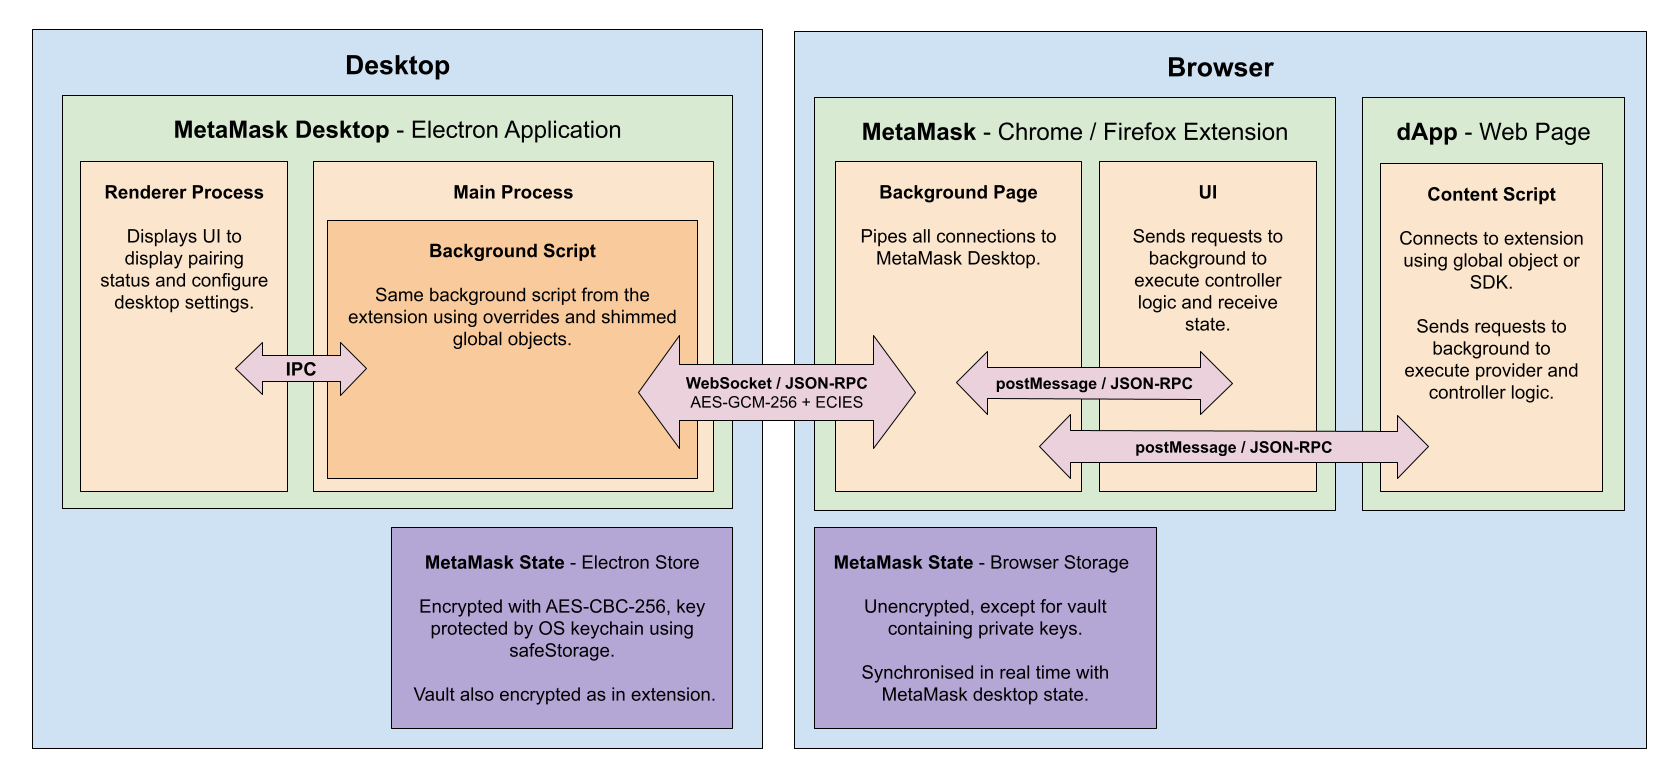 Desktop
MetaMask Desktop - Electron Application
Renderer Process
Displays UI to
display pairing
status and configure
desktop settings.
IPC
Main Process
Background Script
Same background script from the
extension using overrides and shimmed
global objects.
WebSocket / JSON-RPC
AES-GCM-256 + ECIES
MetaMask State - Electron Store
Encrypted with AES-CBC-256, key
protected by OS keychain using
safeStorage.
Vault also encrypted as in extension.
Browser
MetaMask - Chrome / Firefox Extension
Background Page
Pipes all connections to
MetaMask Desktop.
UI
Sends requests to
background to
execute controller
logic and receive
state.
postMessage / JSON-RPC
postMessage / JSON-RPC
dApp - Web Page
Content Script
Connects to extension
using global object or
SDK.
Sends requests to
background to
execute provider and
controller logic.
MetaMask State - Browser Storage
Unencrypted, except for vault
containing private keys.
Synchronised in real time with
MetaMask desktop state.